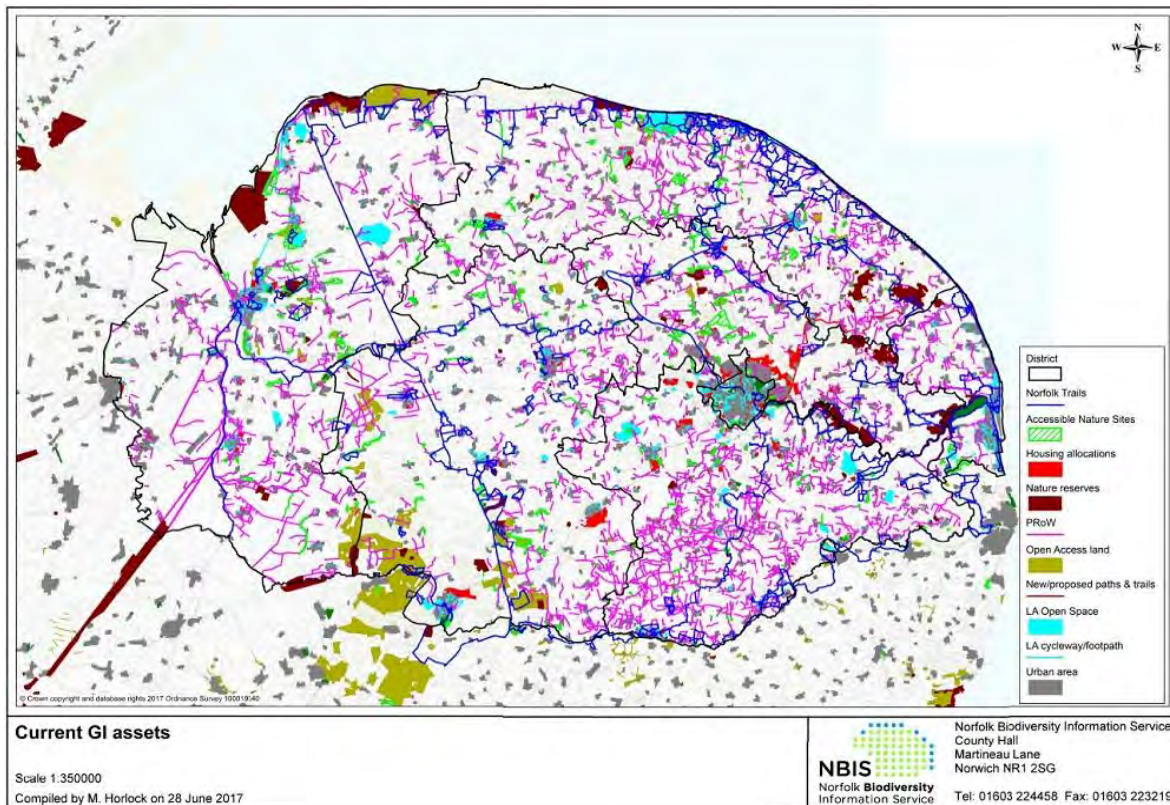 N
W E
S
District
Norfolk Trails
Accessible Nature Sites
Housing allocations
Nature reserves
PRoW
Open Access land
New/proposed paths & trails
LA Open Space
LA cycleway/footpath
Urban area
© Crown copyright and database rights 2017 Ordnance Survey 100019340
Current GI assets
Scale 1:350000
Compiled by M. Horlock on 28 June 2017
NBIS
Norfolk Biodiversity
Information Service
Norfolk Biodiversity Information Service
County Hall
Martineau Lane
Norwich NR1 2SG
Tel: 01603 224458 Fax: 01603 223219